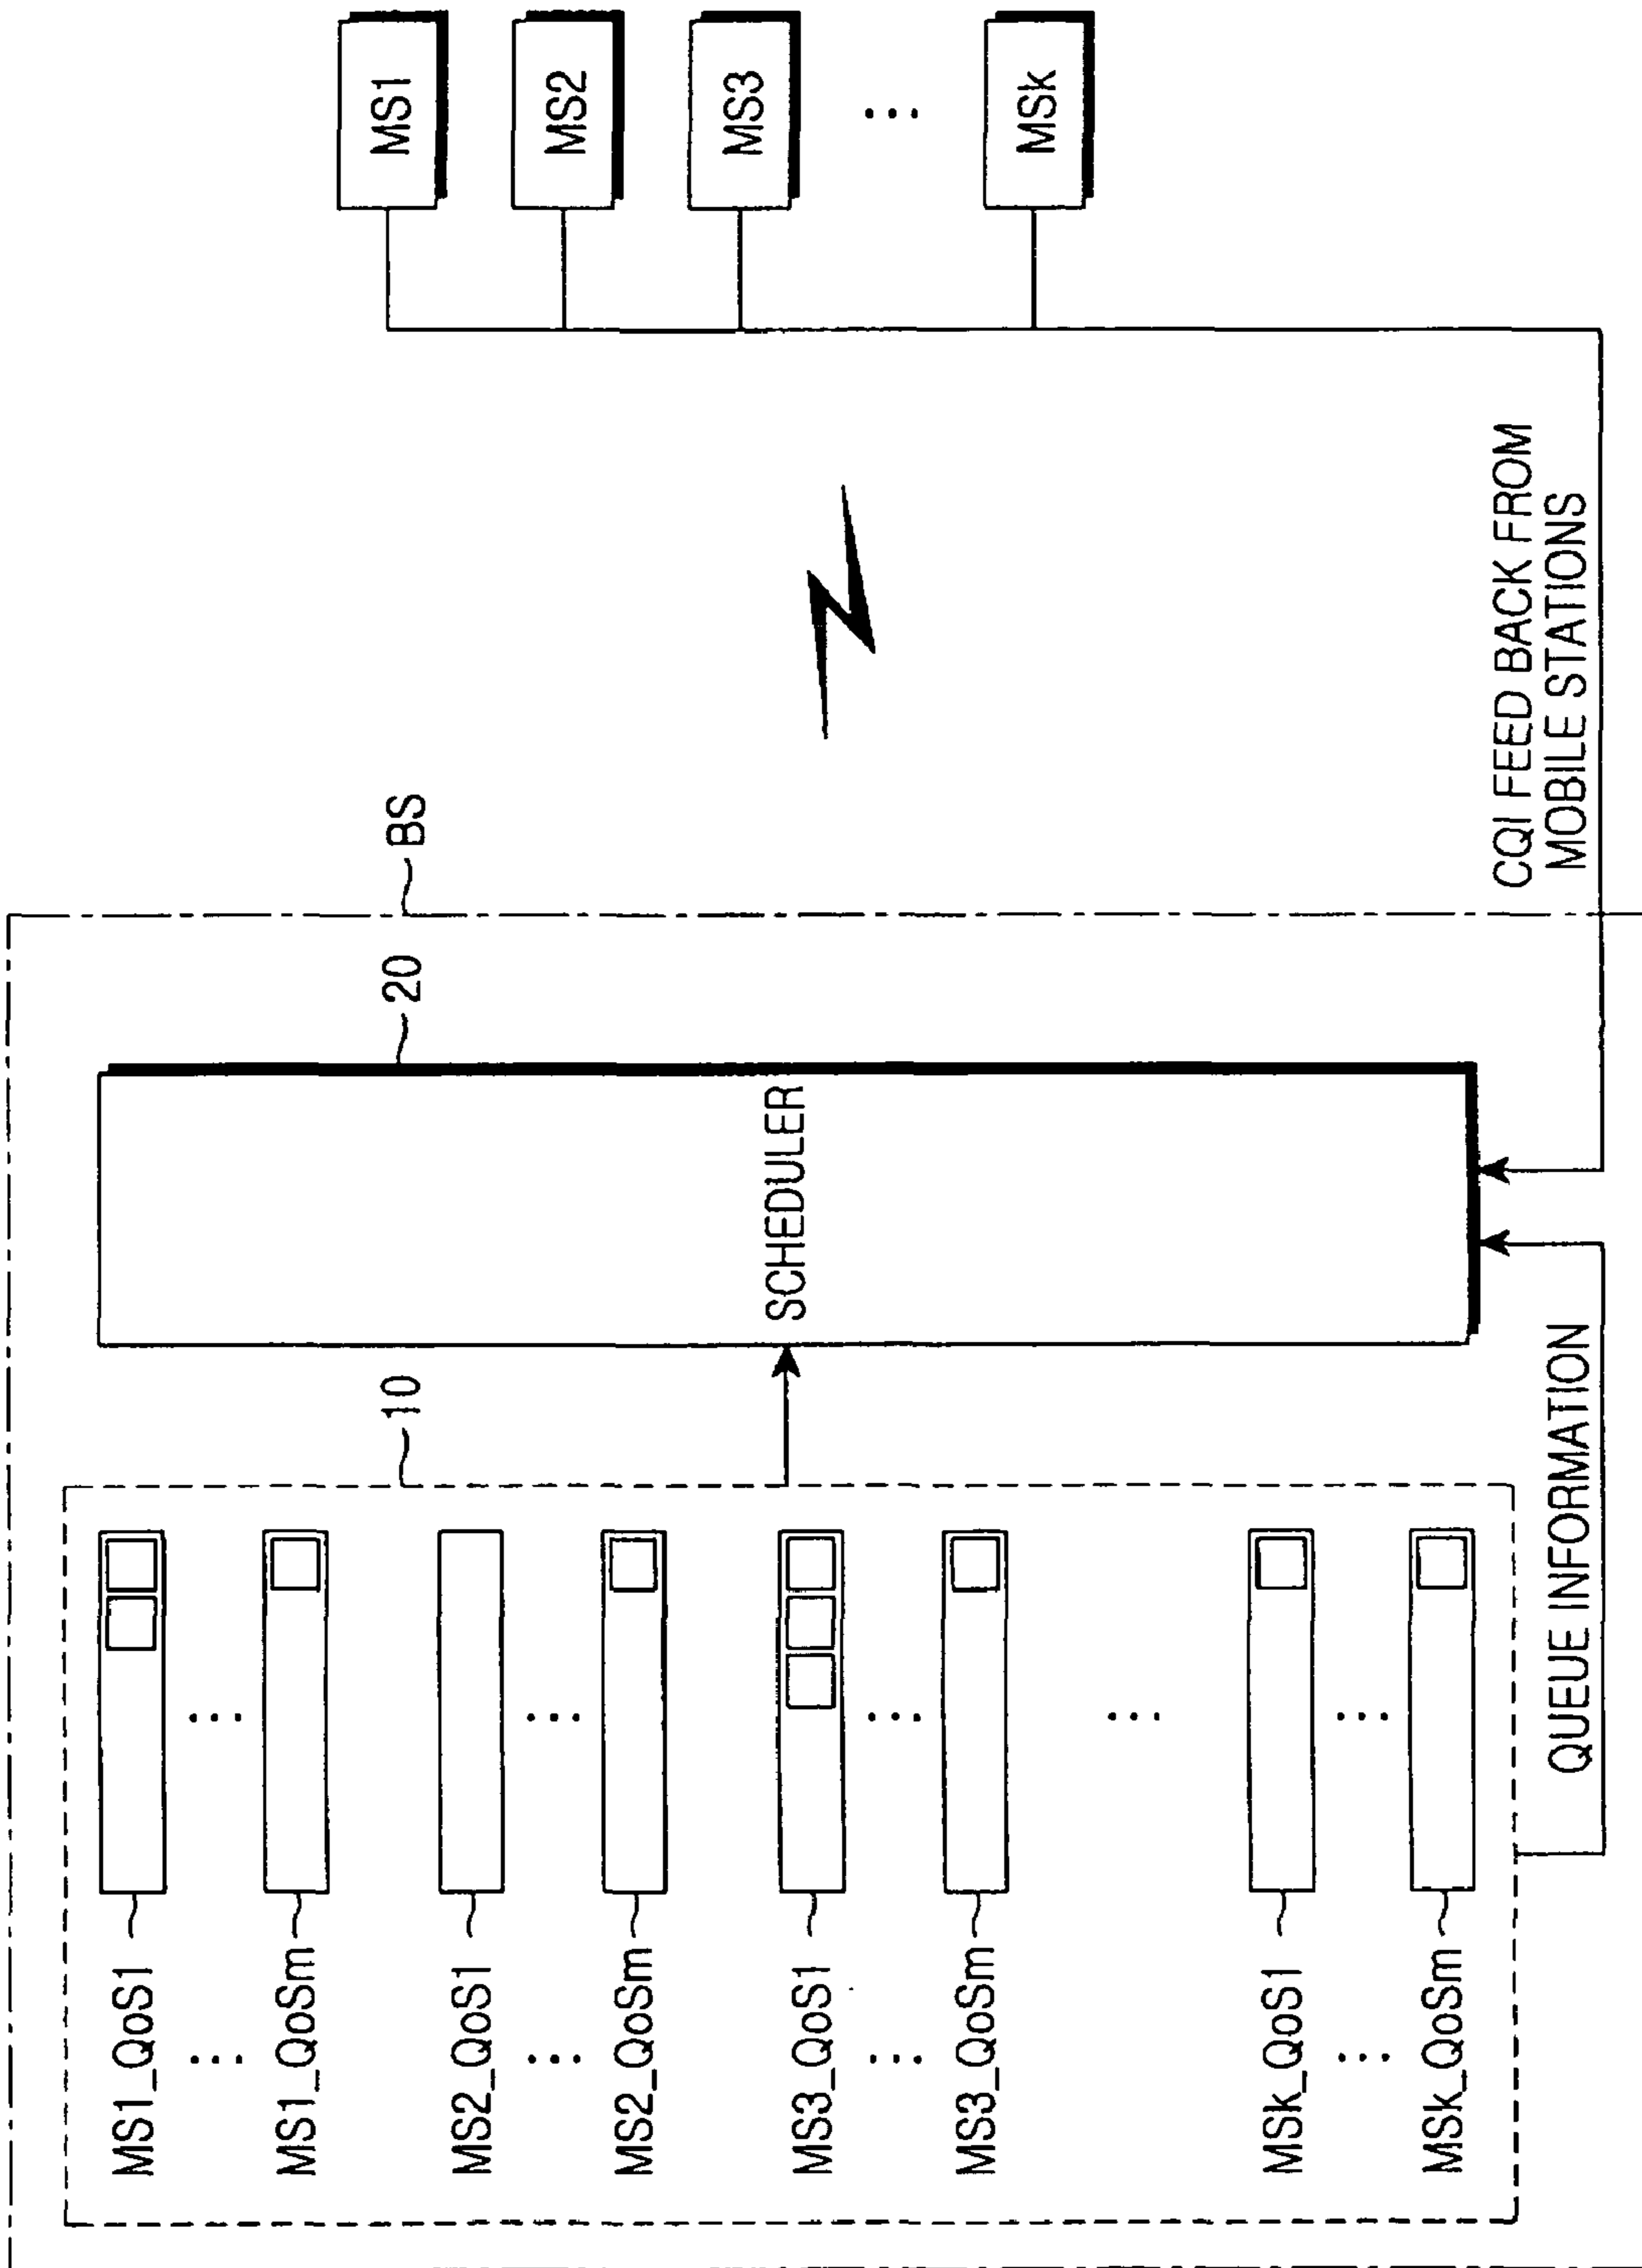 MS1_QoS1
...
MS1_QoSm
MS2_QoS1
...
MS2_QoSm
MS3_QoS1
...
MS3_QoSm
MSk_QoS1
...
MSk_QoSm
10
QUEUE INFORMATION
SCHEDULER
20
BS
CQI FEED BACK FROM
MOBILE STATIONS
MS1
MS2
MS3
...
MSk